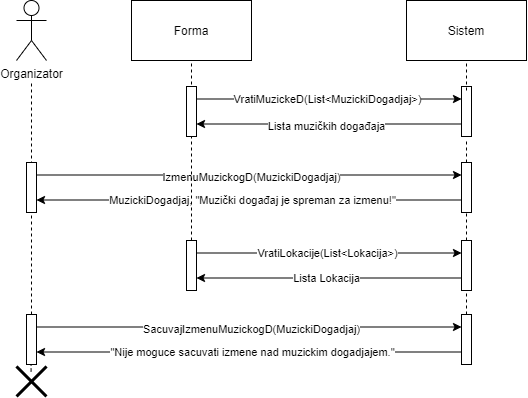 Forma
Sistem
Organizator
VratiMuzickeD(List<MuzickiDogadjaj>)
Lista muzičkih događaja
IzmenuMuzickogD(MuzickiDogadjaj)
MuzickiDogadjaj, "Muzički događaj je spreman za izmenu!"
VratiLokacije(List<Lokacija>)
Lista Lokacija
SacuvajIzmenuMuzickogD(MuzickiDogadjaj)
"Nije moguce sacuvati izmene nad muzickim dogadjajem."